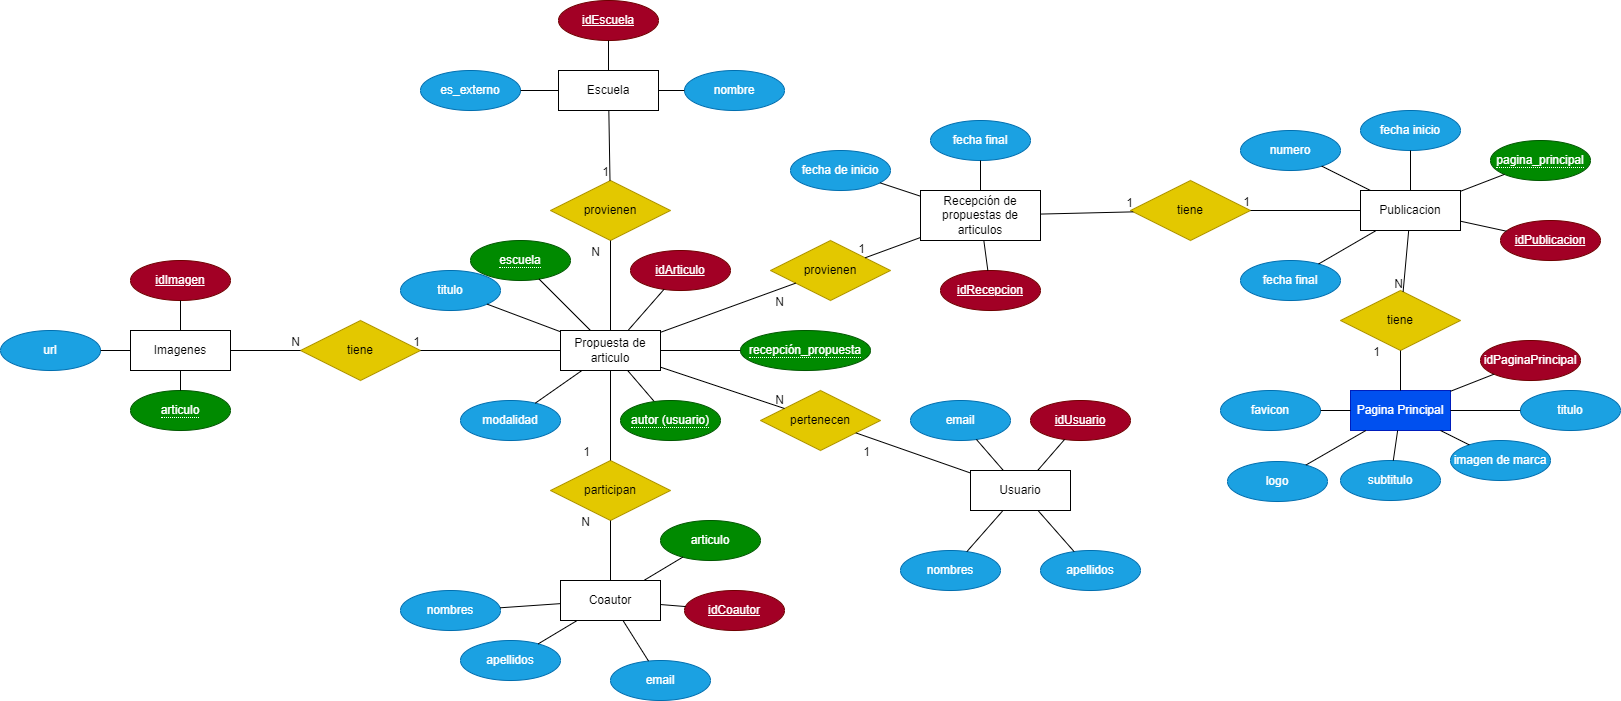 idEscuela
es_externo
Escuela
nombre
1
provienen
N
fecha final
fecha de inicio
Recepción de
propuestas de
articulos
idRecepcion
1
tiene
1
numero
fecha inicio
pagina_principal
Publicacion
idPublicacion
fecha final
N
tiene
1
escuela
idArticulo
titulo
1
provienen
N
idImagen
url
Imagenes
articulo
N
tiene
1
Propuesta de
articulo
recepción_propuesta
modalidad
autor (usuario)
N
pertenecen
1
email
idUsuario
Usuario
nombres
apellidos
idPaginaPrincipal
favicon
Pagina Principal
titulo
logo
subtitulo
imagen de marca
1
participan
N
articulo
nombres
Coautor
idCoautor
apellidos
email